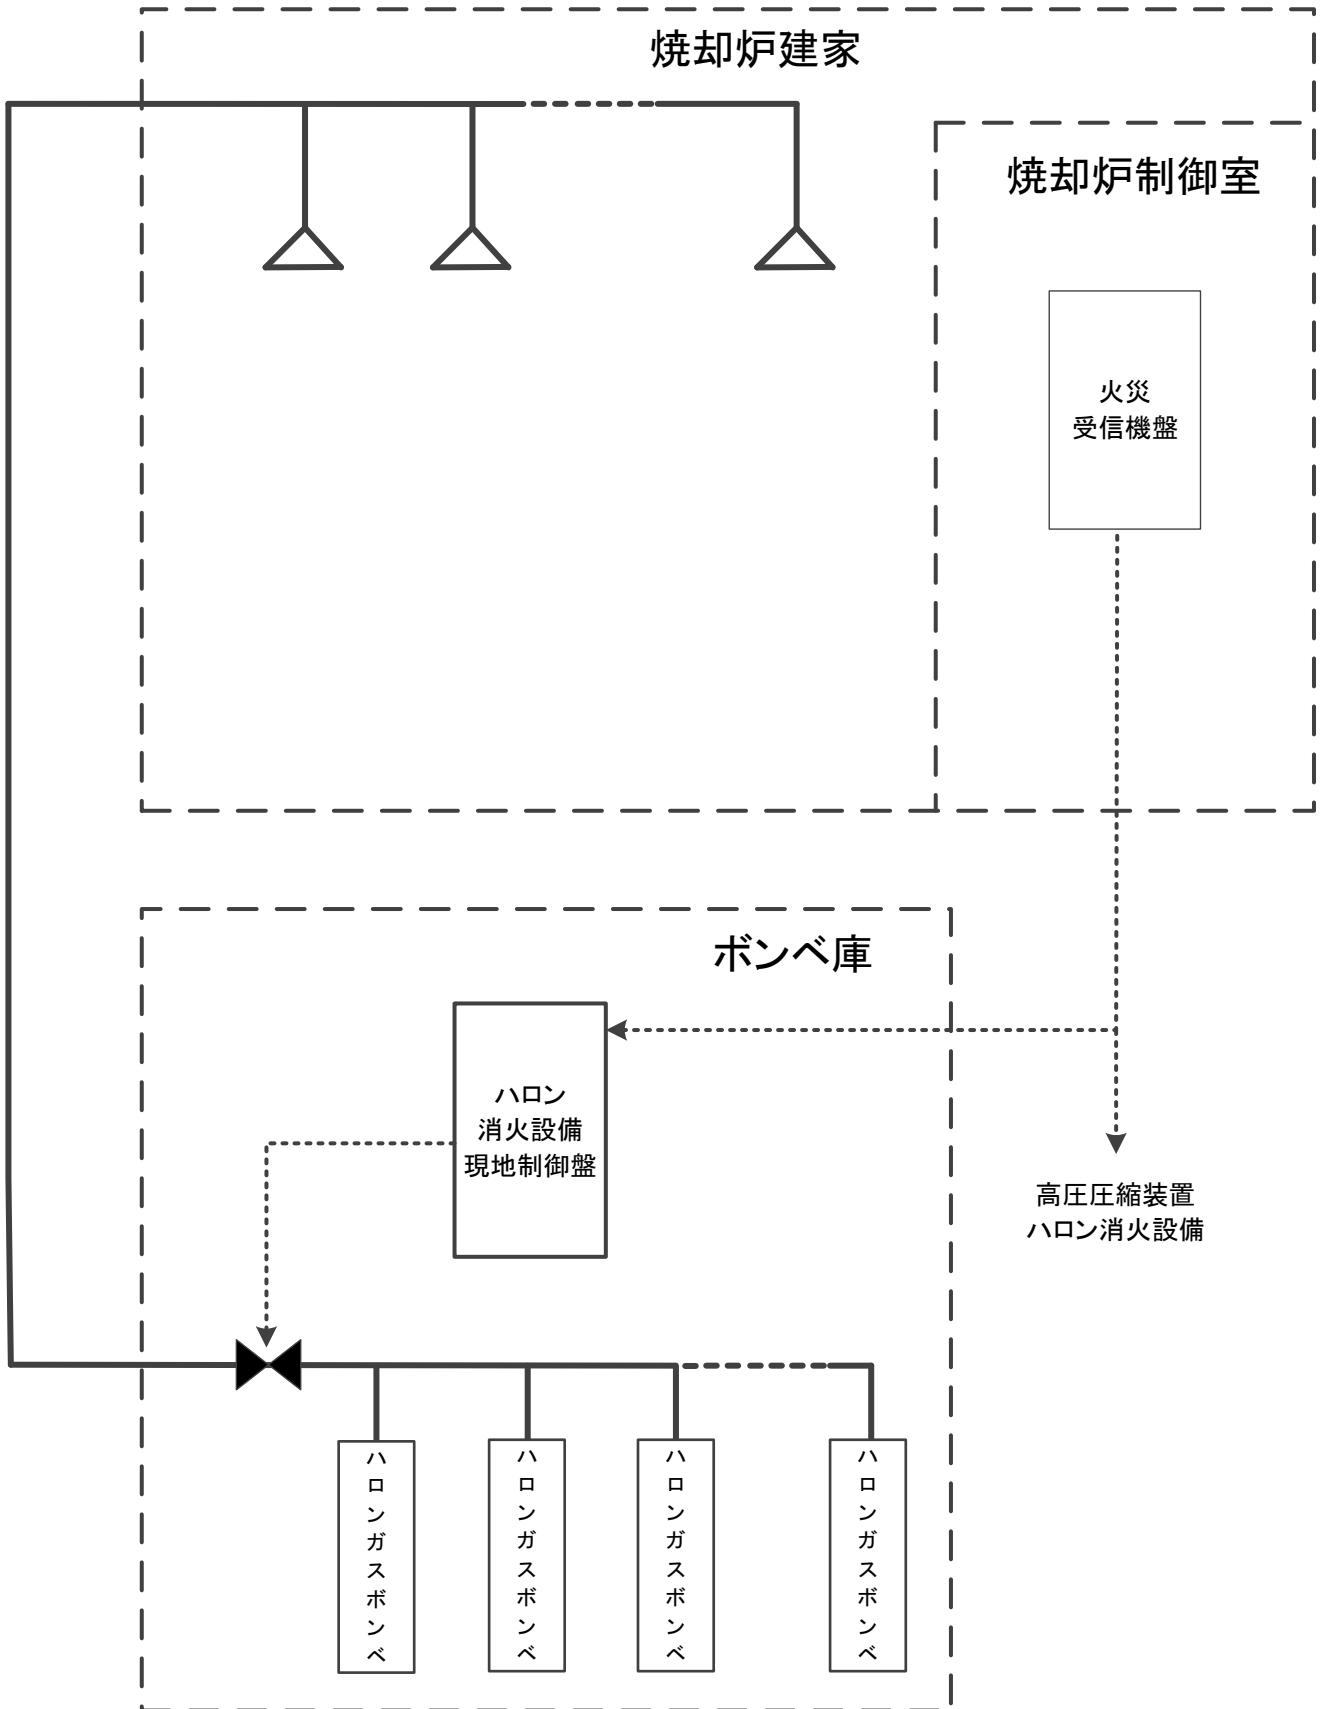 焼却炉建家
焼却炉制御室
火災
受信機盤
ボンベ庫
ハロン
消火設備
現地制御盤
高圧圧縮装置
ハロン消火設備
ハロンガスボンベ
ハロンガスボンベ
ハロンガスボンベ
ハロンガスボンベ